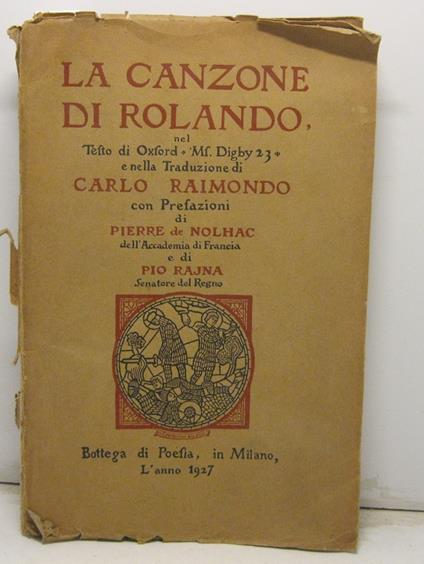 LA CANZONE
DI ROLANDO,
nel
Testo di Oxford * Ms. Digby 23 *
e nella Traduzione di
CARLO RAIMONDO
con Prefazioni
di
PIERRE de NOLHAC
dell'Accademia di Francia
e di
PIO RAJNA
Senatore del Regno
Bottega di Poesia, in Milano,
L'anno 1927